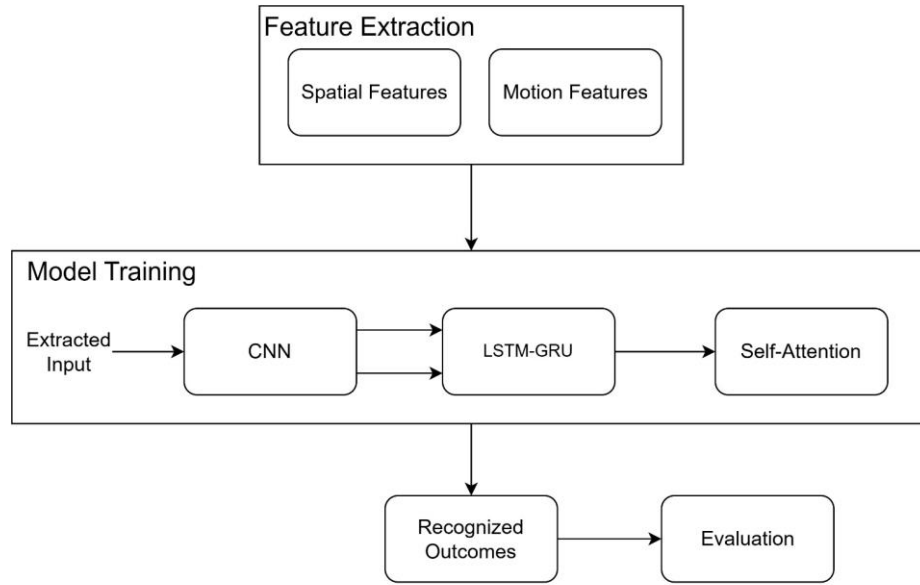 Feature Extraction
Spatial Features
Motion Features
Model Training
Extracted
Input
CNN
LSTM-GRU
Self-Attention
Recognized
Outcomes
Evaluation